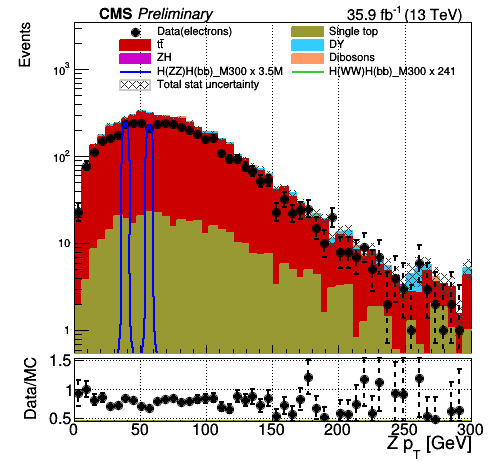 CMS Preliminary 35.9 fb⁻¹ (13 TeV)
Data(electrons) Single top
tt̄ DY
ZH Dibosons
H(ZZ)H(bb)_M300 x 3.5M H(WW)H(bb)_M300 x 241
Total stat uncertainty
Events
10³
10²
10
1
1.5
1
0.5
Data/MC
0 50 100 150 200 250 300
Z p_T [GeV]